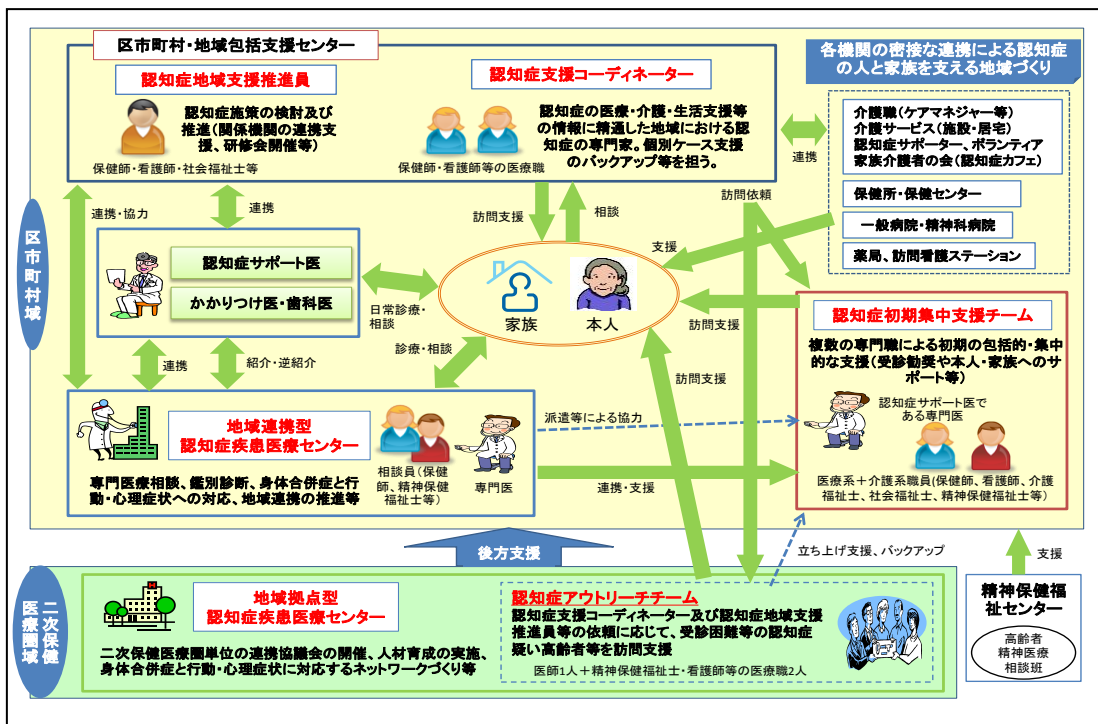 区市町村・地域包括支援センター
認知症地域支援推進員
認知症施策の検討及び
推進(関係機関の連携支
援、研修会開催等)
保健師・看護師・社会福祉士等
認知症支援コーディネーター
認知症の医療・介護・生活支援等
の情報に精通した地域における認
知症の専門家。個別ケース支援
のバックアップ等を担う。
保健師・看護師等の医療職
各機関の密接な連携による認知症
の人と家族を支える地域づくり
介護職(ケアマネジャー等)
介護サービス(施設・居宅)
認知症サポーター、ボランティア
家族介護者の会(認知症カフェ)
保健所・保健センター
一般病院・精神科病院
薬局、訪問看護ステーション
連携
連携・協力
連携
訪問支援
相談
訪問依頼
支援
区市町村域
認知症サポート医
かかりつけ医・歯科医
日常診療・
相談
家族
本人
訪問支援
診療・相談
連携
紹介・逆紹介
訪問支援
認知症初期集中支援チーム
複数の専門職による初期の包括的・集中
的な支援(受診勧奨や本人・家族へのサ
ポート等)
認知症サポート医で
ある専門医
医療系+介護系職員(保健師、看護師、介護
福祉士、社会福祉士、精神保健福祉士等)
地域連携型
認知症疾患医療センター
専門医療相談、鑑別診断、身体合併症と行
動・心理症状への対応、地域連携の推進等
相談員(保健
師、精神保健
福祉士等)
専門医
派遣等による協力
連携・支援
後方支援
立ち上げ支援、バックアップ
支援
二次保健
医療圏域
地域拠点型
認知症疾患医療センター
二次保健医療圏単位の連携協議会の開催、人材育成の実施、
身体合併症と行動・心理症状に対応するネットワークづくり等
認知症アウトリーチチーム
認知症支援コーディネーター及び認知症地域支援
推進員等の依頼に応じて、受診困難等の認知症
疑い高齢者等を訪問支援
医師1人+精神保健福祉士・看護師等の医療職2人
精神保健福
祉センター
高齢者
精神医療
相談班